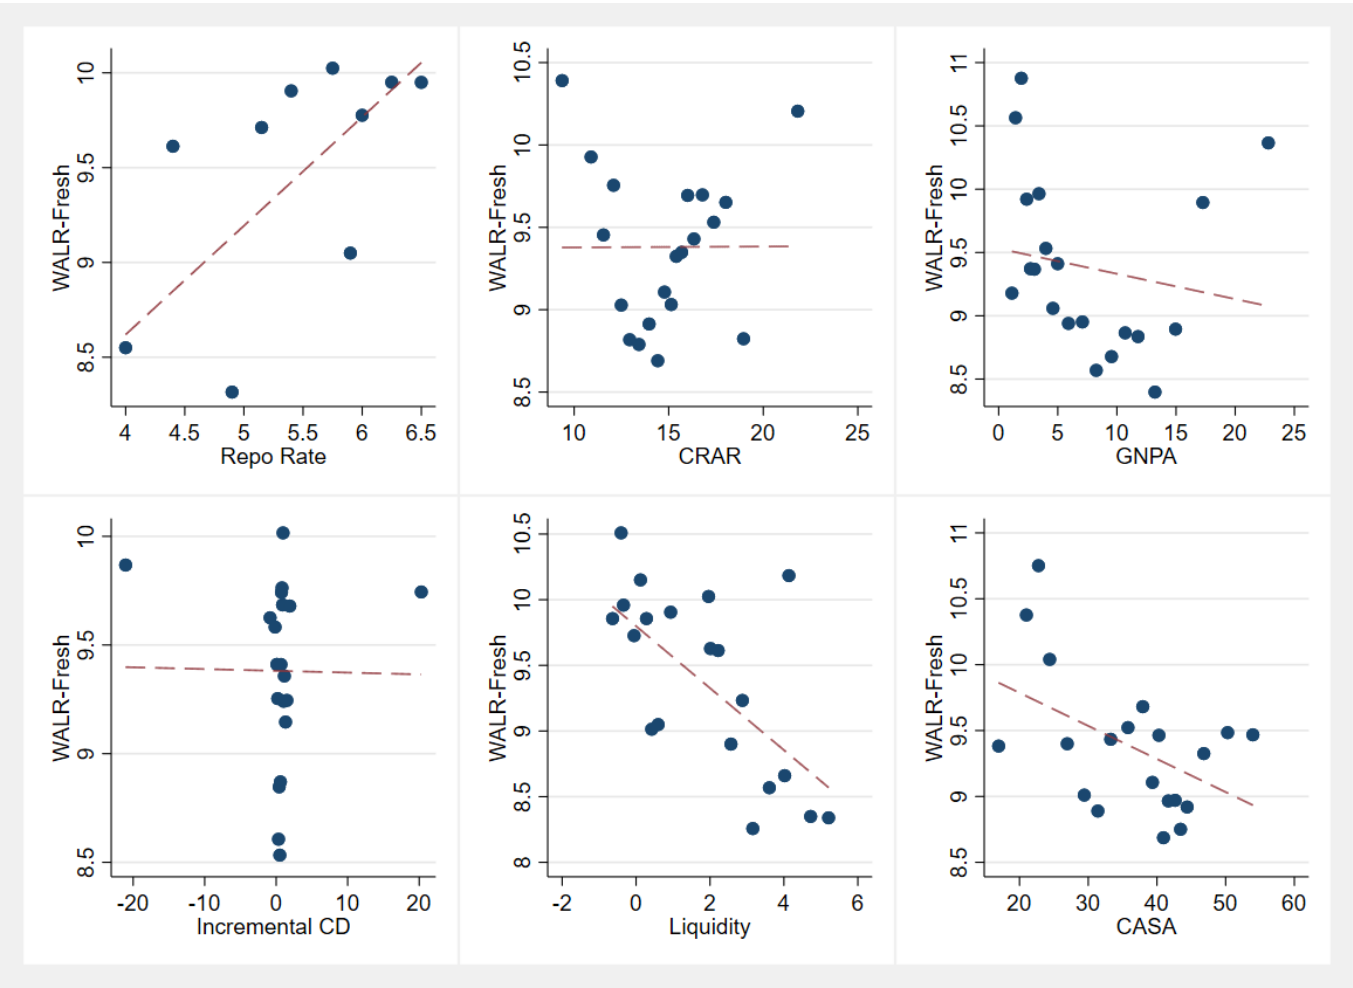 WALR-Fresh
10
9.5
9
8.5
4 4.5 5 5.5 6 6.5
Repo Rate
WALR-Fresh
10.5
10
9.5
9
8.5
10 15 20 25
CRAR
WALR-Fresh
11
10.5
10
9.5
9
8.5
0 5 10 15 20 25
GNPA
WALR-Fresh
10
9.5
9
8.5
-20 -10 0 10 20
Incremental CD
WALR-Fresh
10.5
10
9.5
9
8.5
8
-2 0 2 4 6
Liquidity
WALR-Fresh
11
10.5
10
9.5
9
8.5
20 30 40 50 60
CASA